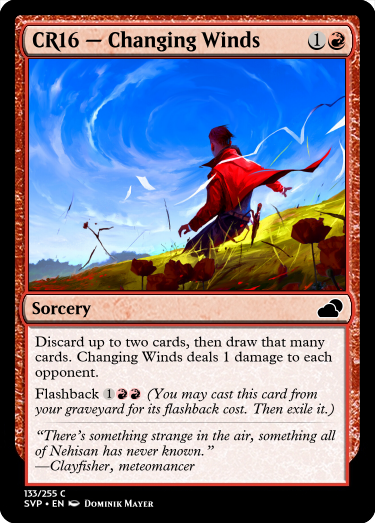 CR16 — Changing Winds 1
Sorcery
Discard up to two cards, then draw that many
cards. Changing Winds deals 1 damage to each
opponent.
Flashback 1 (You may cast this card from
your graveyard for its flashback cost. Then exile it.)
“There’s something strange in the air, something all
of Nehisan has never known.”
—Clayfisher, meteomancer
133/255 C
SVP • EN Dominik Mayer